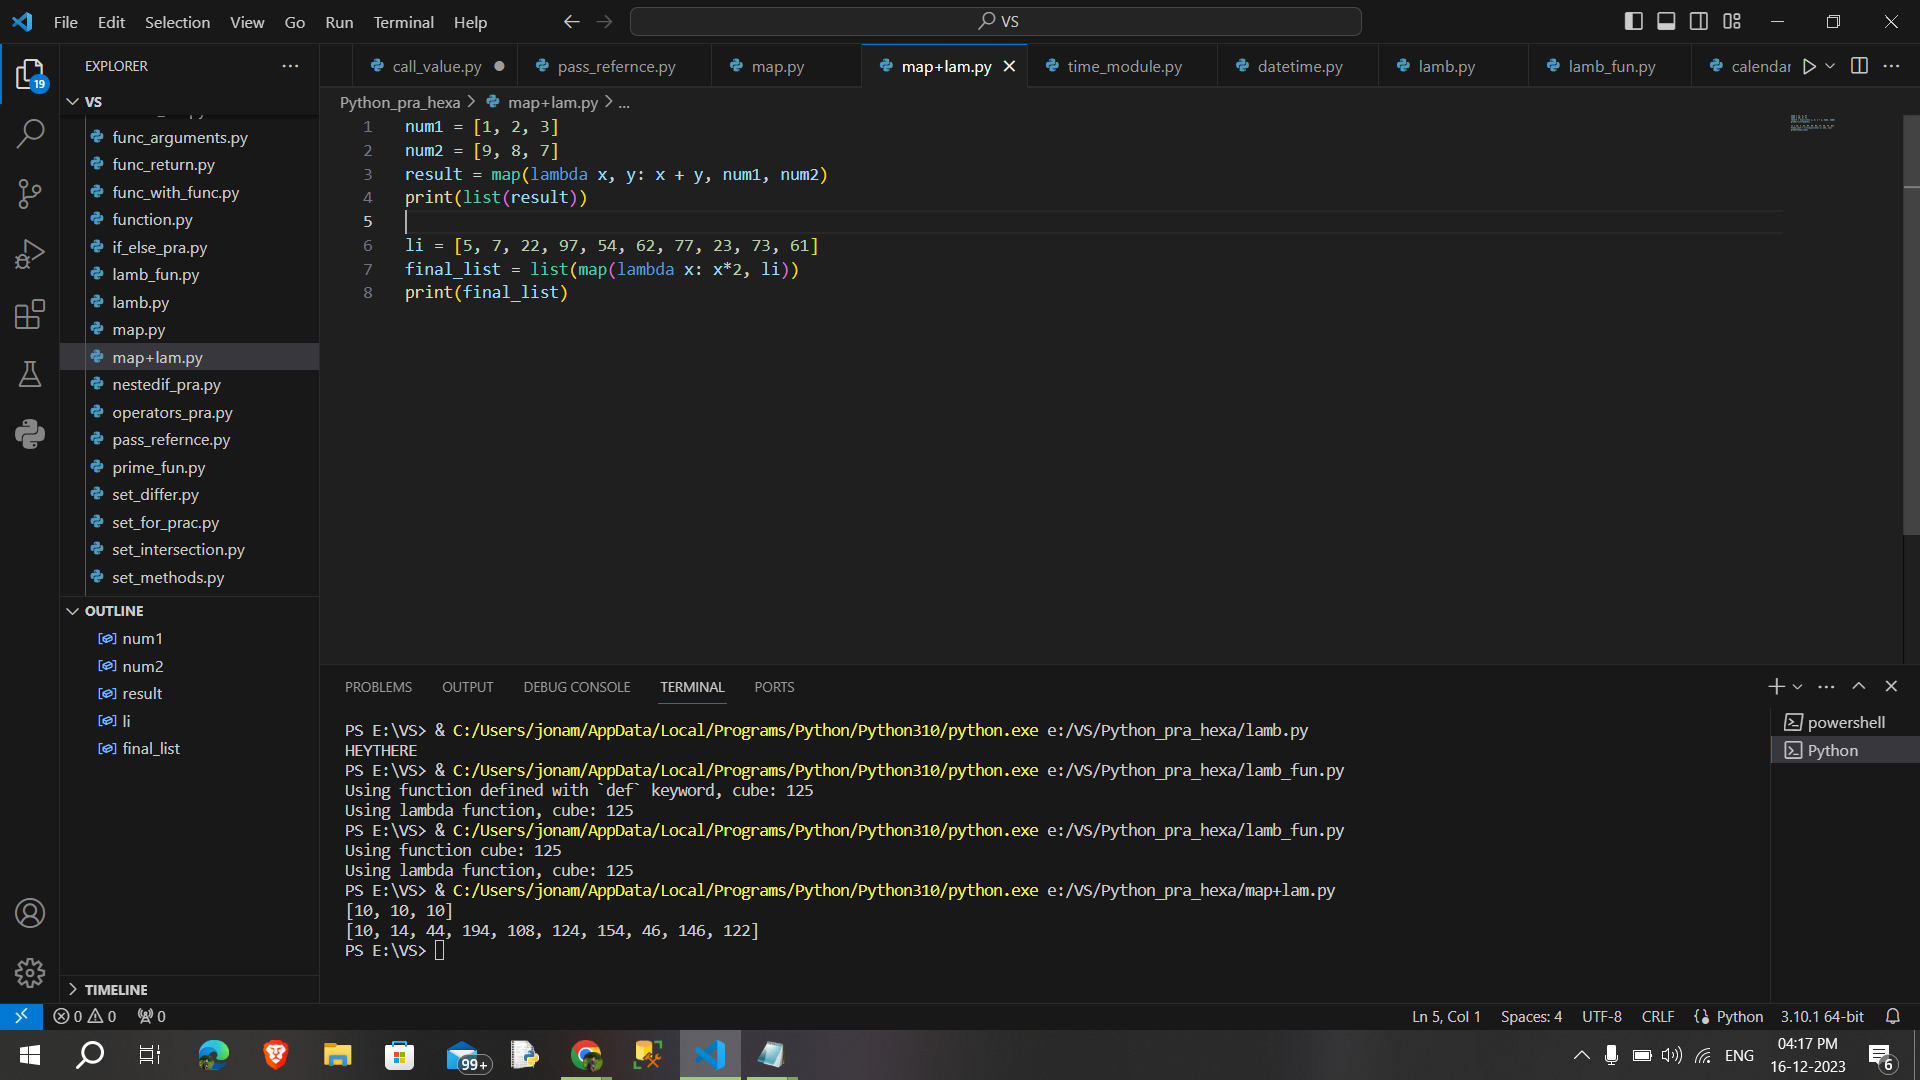 File Edit Selection View Go Run Terminal Help
VS
EXPLORER
19
VS
func_arguments.py
func_return.py
func_with_func.py
function.py
if_else_pra.py
lamb_fun.py
lamb.py
map.py
map+lam.py
nestedif_pra.py
operators_pra.py
pass_refernce.py
prime_fun.py
set_differ.py
set_for_prac.py
set_intersection.py
set_methods.py
OUTLINE
num1
num2
result
li
final_list
TIMELINE
call_value.py pass_refernce.py map.py map+lam.py time_module.py datetime.py lamb.py lamb_fun.py calendar
Python_pra_hexa > map+lam.py > ...
1 num1 = [1, 2, 3]
2 num2 = [9, 8, 7]
3 result = map(lambda x, y: x + y, num1, num2)
4 print(list(result))
5
6 li = [5, 7, 22, 97, 54, 62, 77, 23, 73, 61]
7 final_list = list(map(lambda x: x*2, li))
8 print(final_list)
PROBLEMS OUTPUT DEBUG CONSOLE TERMINAL PORTS
PS E:\VS> & C:/Users/jonam/AppData/Local/Programs/Python/Python310/python.exe e:/VS/Python_pra_hexa/lamb.py
HEYTHERE
PS E:\VS> & C:/Users/jonam/AppData/Local/Programs/Python/Python310/python.exe e:/VS/Python_pra_hexa/lamb_fun.py
Using function defined with `def` keyword, cube: 125
Using lambda function, cube: 125
PS E:\VS> & C:/Users/jonam/AppData/Local/Programs/Python/Python310/python.exe e:/VS/Python_pra_hexa/lamb_fun.py
Using function cube: 125
Using lambda function, cube: 125
PS E:\VS> & C:/Users/jonam/AppData/Local/Programs/Python/Python310/python.exe e:/VS/Python_pra_hexa/map+lam.py
[10, 10, 10]
[10, 14, 44, 194, 108, 124, 154, 46, 146, 122]
PS E:\VS>
powershell
Python
0 0 0
Ln 5, Col 1 Spaces: 4 UTF-8 CRLF Python 3.10.1 64-bit
99+
ENG
04:17 PM
16-12-2023
6